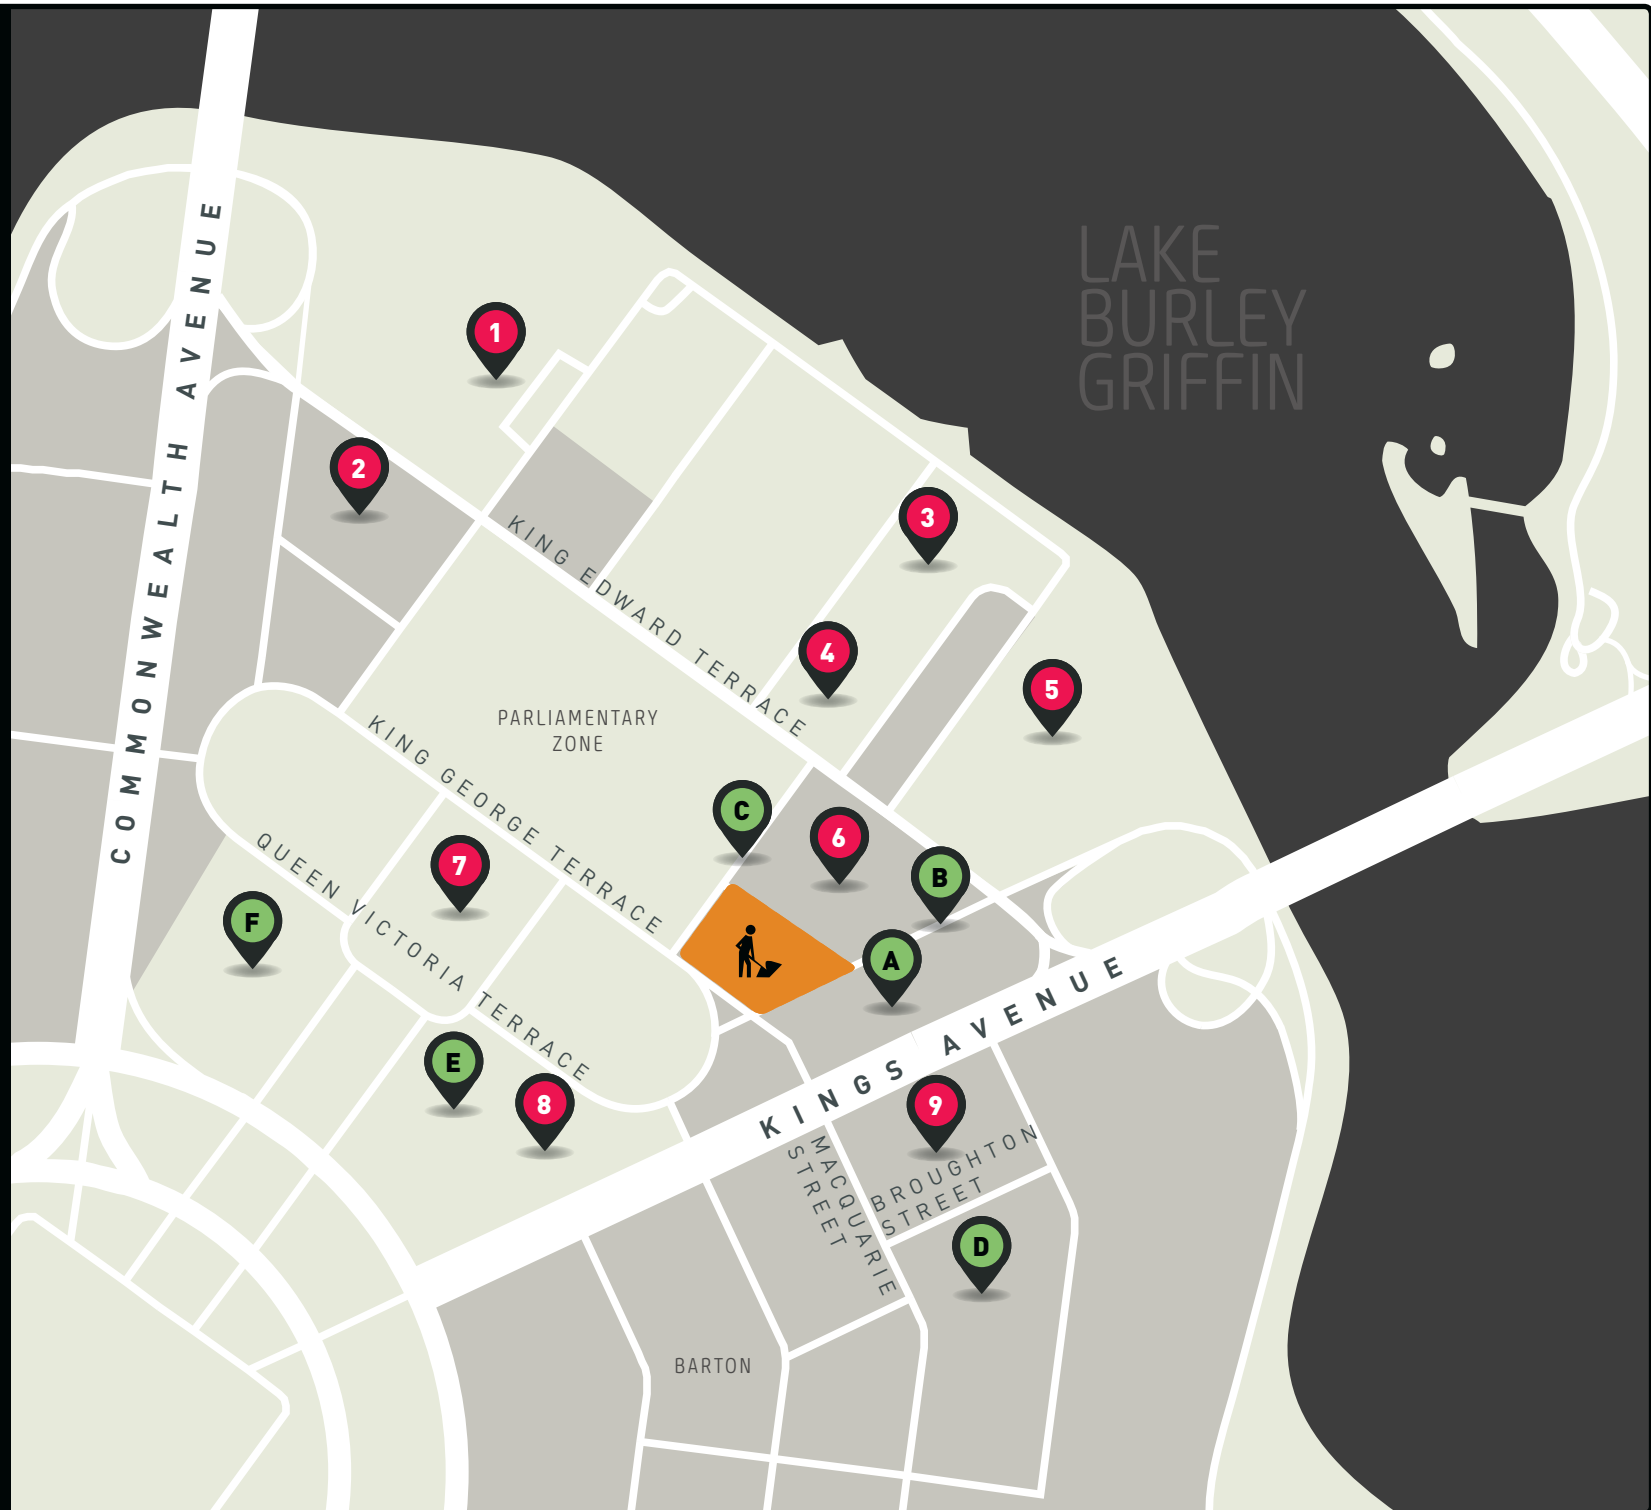 COMMONWEALTH AVENUE
LAKE
BURLEY
GRIFFIN
1
2
3
KING EDWARD TERRACE
4
5
PARLIAMENTARY
ZONE
KING GEORGE TERRACE
C
6
B
7
QUEEN VICTORIA TERRACE
F
A
E
8
KINGS AVENUE
9
MACQUARIE
STREET
BROUGHTON
STREET
D
BARTON